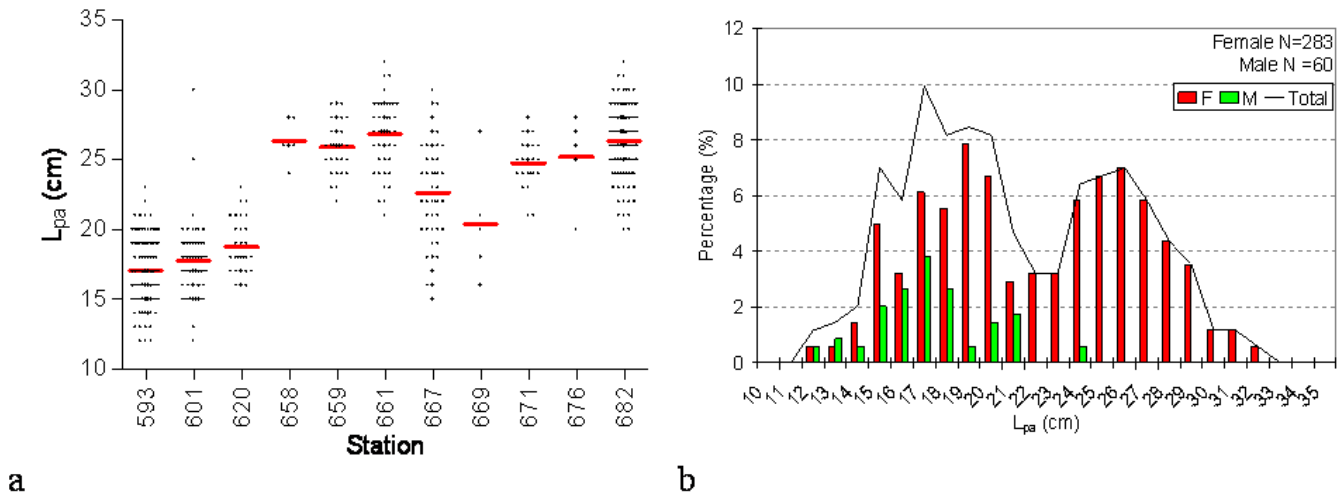 35
30
25
20
15
10
L_pa (cm)
593 601 620 658 659 661 667 669 671 676 682
Station
a
12
10
8
6
4
2
0
Percentage (%)
Female N=283
Male N =60
F M Total
10 11 12 13 14 15 16 17 18 19 20 21 22 23 24 25 26 27 28 29 30 31 32 33 34 35
L_pa (cm)
b